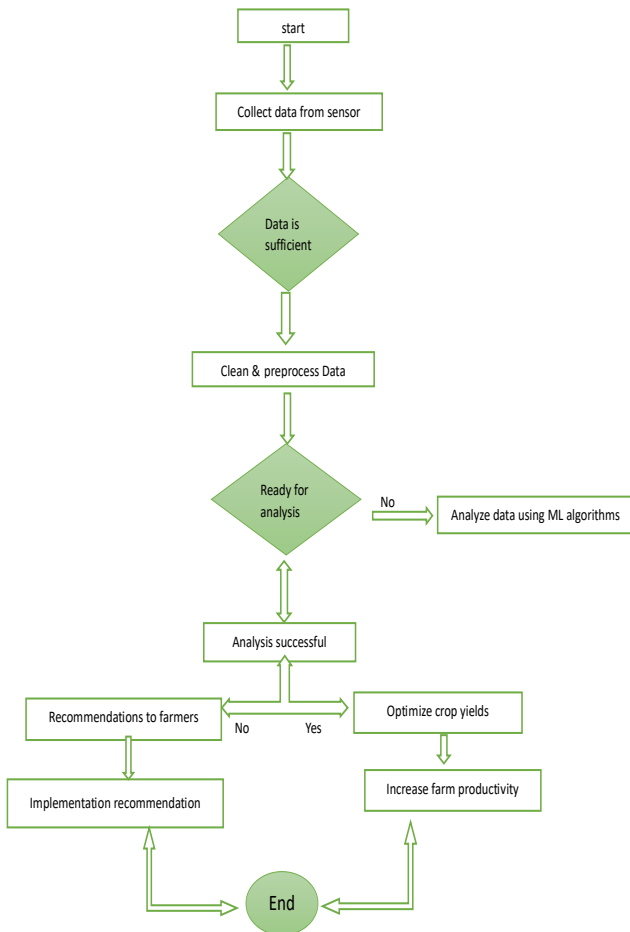 start
Collect data from sensor
Data is
sufficient
Clean & preprocess Data
Ready for
analysis
No
Analyze data using ML algorithms
Analysis successful
Recommendations to farmers
No
Yes
Optimize crop yields
Implementation recommendation
Increase farm productivity
End